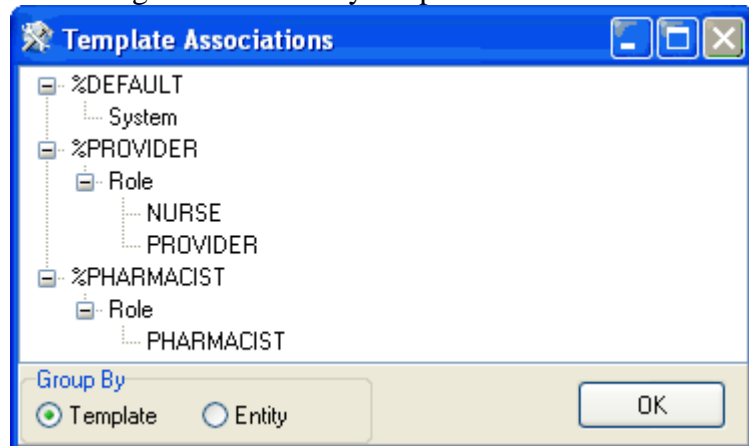 Template Associations
%DEFAULT
System
%PROVIDER
Role
NURSE
PROVIDER
%PHARMACIST
Role
PHARMACIST
Group By
Template Entity OK